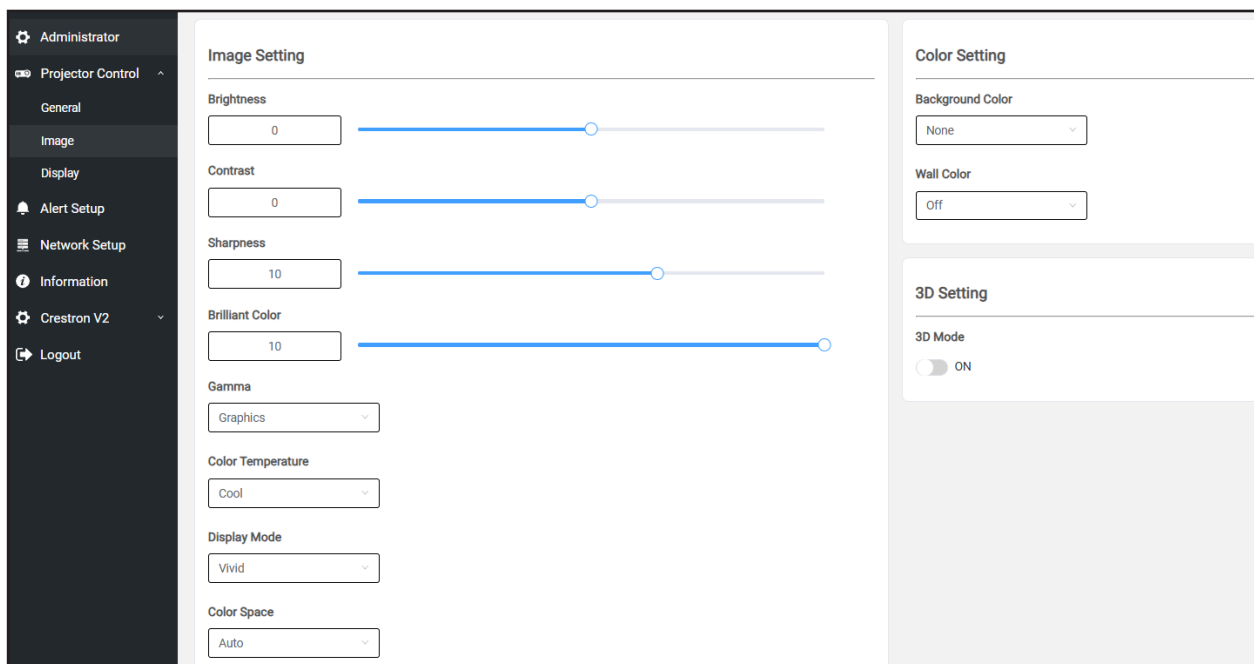 Administrator
Projector Control
General
Image
Display
Alert Setup
Network Setup
Information
Crestron V2
Logout
Image Setting
Brightness
0
Contrast
0
Sharpness
10
Brilliant Color
10
Gamma
Graphics
Color Temperature
Cool
Display Mode
Vivid
Color Space
Auto
Color Setting
Background Color
None
Wall Color
Off
3D Setting
3D Mode
ON